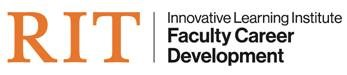 RIT
Innovative Learning Institute
Faculty Career
Development